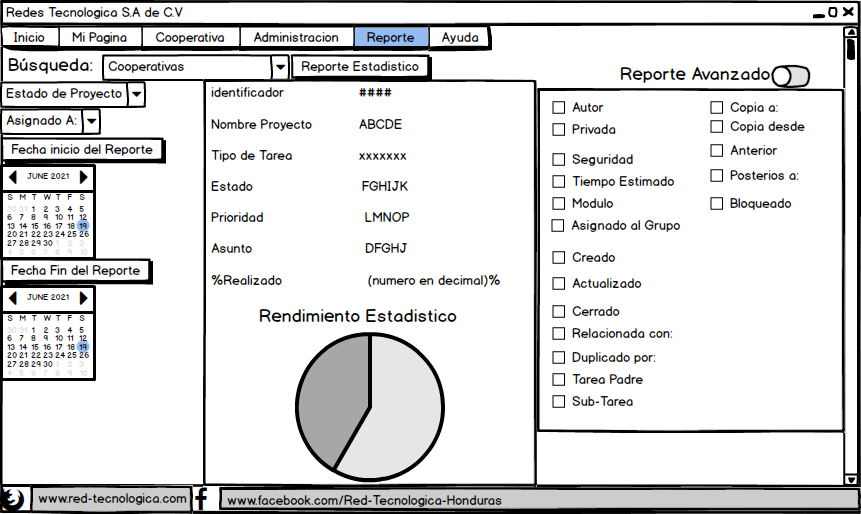 Redes Tecnologica S.A de C.V
Inicio Mi Pagina Cooperativa Administracion Reporte Ayuda
Búsqueda: Cooperativas Reporte Estadistico
Reporte Avanzado
Estado de Proyecto
Asignado A:
Fecha inicio del Reporte
JUNE 2021
S M T W T F S
30 31 1 2 3 4 5
6 7 8 9 10 11 12
13 14 15 16 17 18 19
20 21 22 23 24 25 26
27 28 29 30 1 2 3
4 5 6 7 8 9 10
Fecha Fin del Reporte
JUNE 2021
S M T W T F S
30 31 1 2 3 4 5
6 7 8 9 10 11 12
13 14 15 16 17 18 19
20 21 22 23 24 25 26
27 28 29 30 1 2 3
4 5 6 7 8 9 10
identificador ####
Nombre Proyecto ABCDE
Tipo de Tarea xxxxxxx
Estado FGHIJK
Prioridad LMNOP
Asunto DFGHJ
%Realizado (numero en decimal)%
Rendimiento Estadistico
Autor
Privada
Seguridad
Tiempo Estimado
Modulo
Asignado al Grupo
Creado
Actualizado
Cerrado
Relacionada con:
Duplicado por:
Tarea Padre
Sub-Tarea
Copia a:
Copia desde
Anterior
Posterios a:
Bloqueado
www.red-tecnologica.com
www.facebook.com/Red-Tecnologica-Honduras